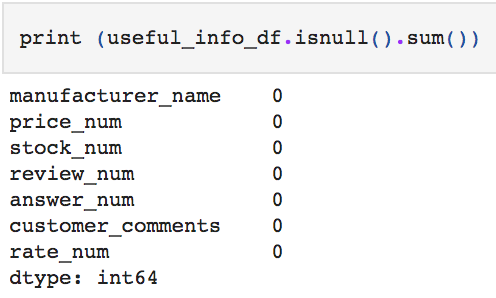 print (useful_info_df.isnull().sum())
manufacturer_name    0
price_num            0
stock_num            0
review_num           0
answer_num           0
customer_comments    0
rate_num             0
dtype: int64